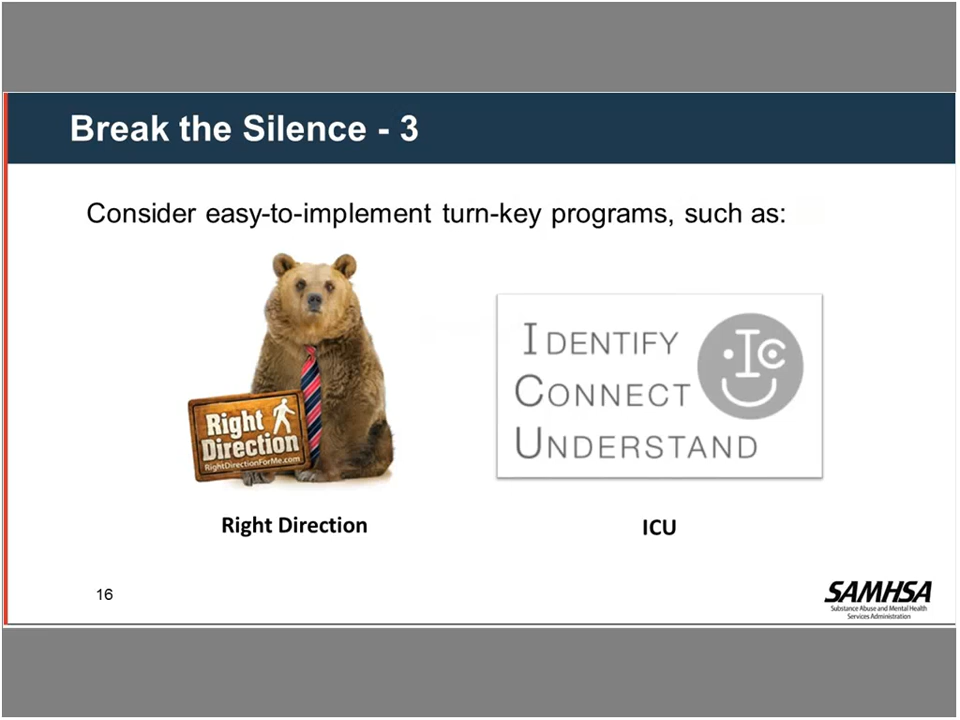 Break the Silence - 3
Consider easy-to-implement turn-key programs, such as:
Right
Direction
RightDirectionForMe.com
IDENTIFY
CONNECT
UNDERSTAND
IC
Right Direction
ICU
16
SAMHSA
Substance Abuse and Mental Health
Services Administration